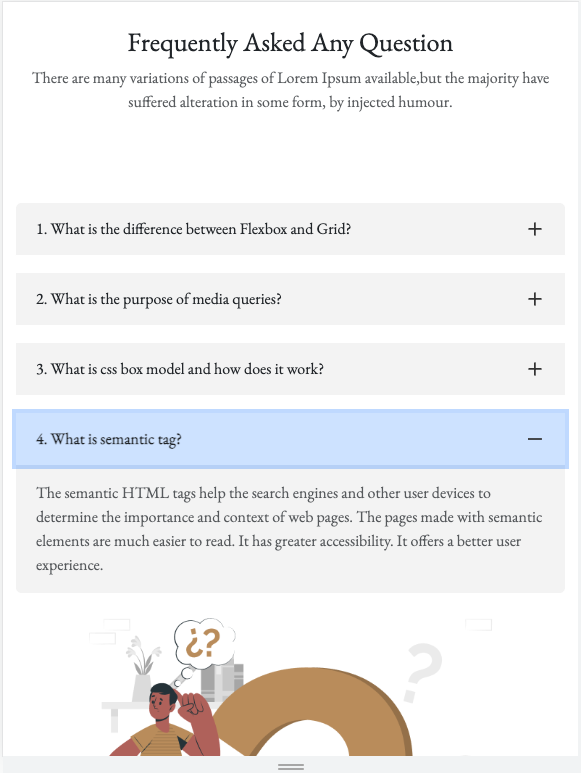 Frequently Asked Any Question
There are many variations of passages of Lorem Ipsum available,but the majority have
suffered alteration in some form, by injected humour.
1. What is the difference between Flexbox and Grid?
2. What is the purpose of media queries?
3. What is css box model and how does it work?
4. What is semantic tag?
The semantic HTML tags help the search engines and other user devices to
determine the importance and context of web pages. The pages made with semantic
elements are much easier to read. It has greater accessibility. It offers a better user
experience.
¿?
?